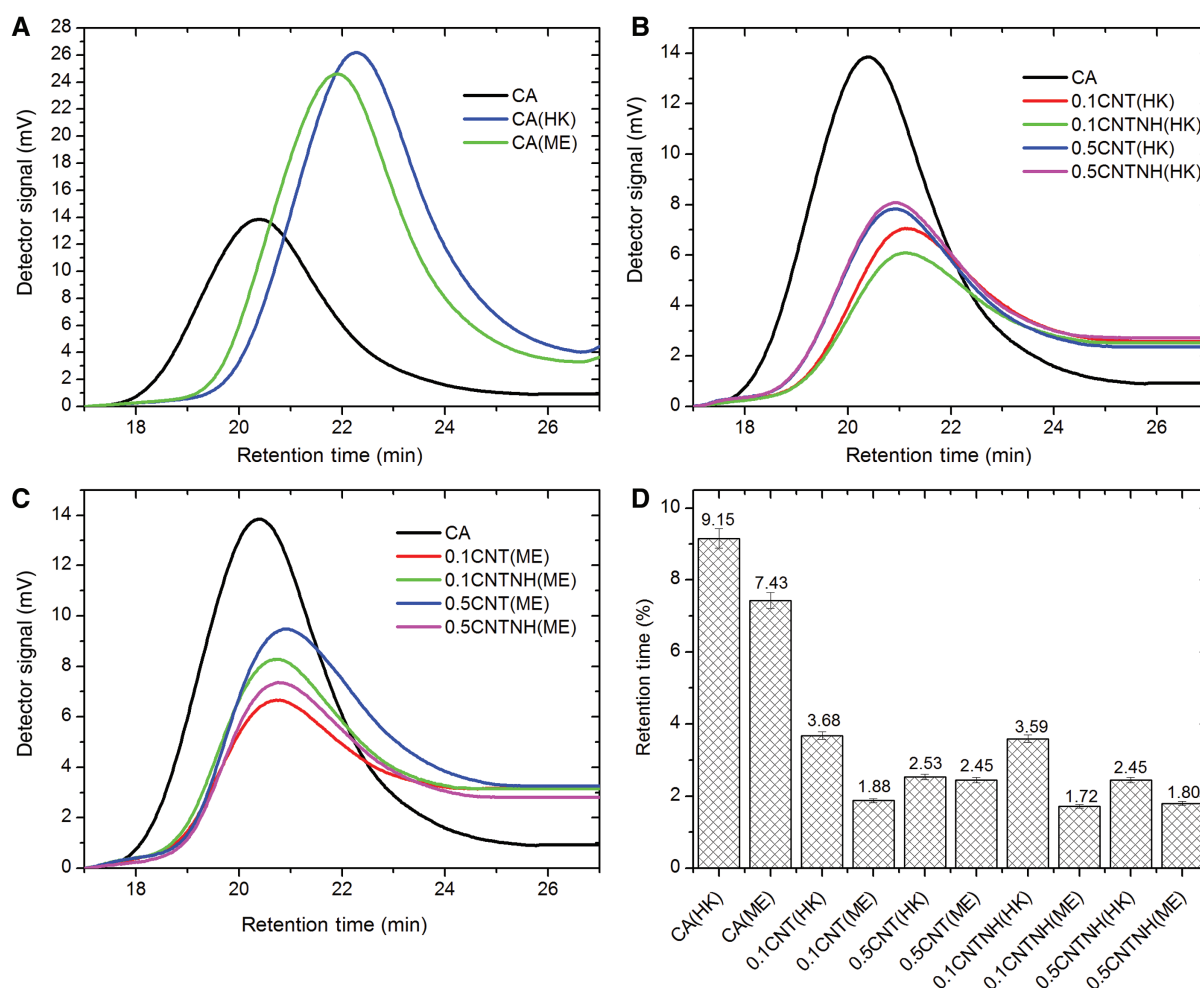 A
28
26
24
22
20
18
16
14
12
10
8
6
4
2
0
Detector signal (mV)
CA
CA(HK)
CA(ME)
18 20 22 24 26
Retention time (min)
B
14
12
10
8
6
4
2
0
Detector signal (mV)
CA
0.1CNT(HK)
0.1CNTNH(HK)
0.5CNT(HK)
0.5CNTNH(HK)
18 20 22 24 26
Retention time (min)
C
14
12
10
8
6
4
2
0
Detector signal (mV)
CA
0.1CNT(ME)
0.1CNTNH(ME)
0.5CNT(ME)
0.5CNTNH(ME)
18 20 22 24 26
Retention time (min)
D
10
8
6
4
2
0
Retention time (%)
9.15
7.43
3.68
1.88
2.53
2.45
3.59
1.72
2.45
1.80
CA(HK)
CA(ME)
0.1CNT(HK)
0.1CNT(ME)
0.5CNT(HK)
0.5CNT(ME)
0.1CNTNH(HK)
0.1CNTNH(ME)
0.5CNTNH(HK)
0.5CNTNH(ME)